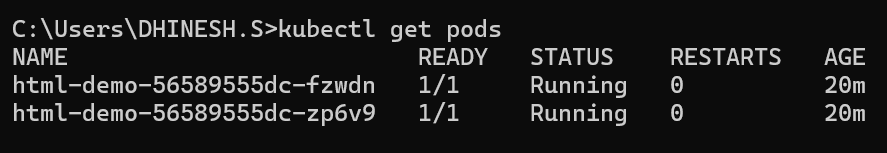 C:\Users\DHINESH.S>kubectl get pods
NAME                         READY   STATUS    RESTARTS   AGE
html-demo-56589555dc-fzwdn   1/1     Running   0          20m
html-demo-56589555dc-zp6v9   1/1     Running   0          20m